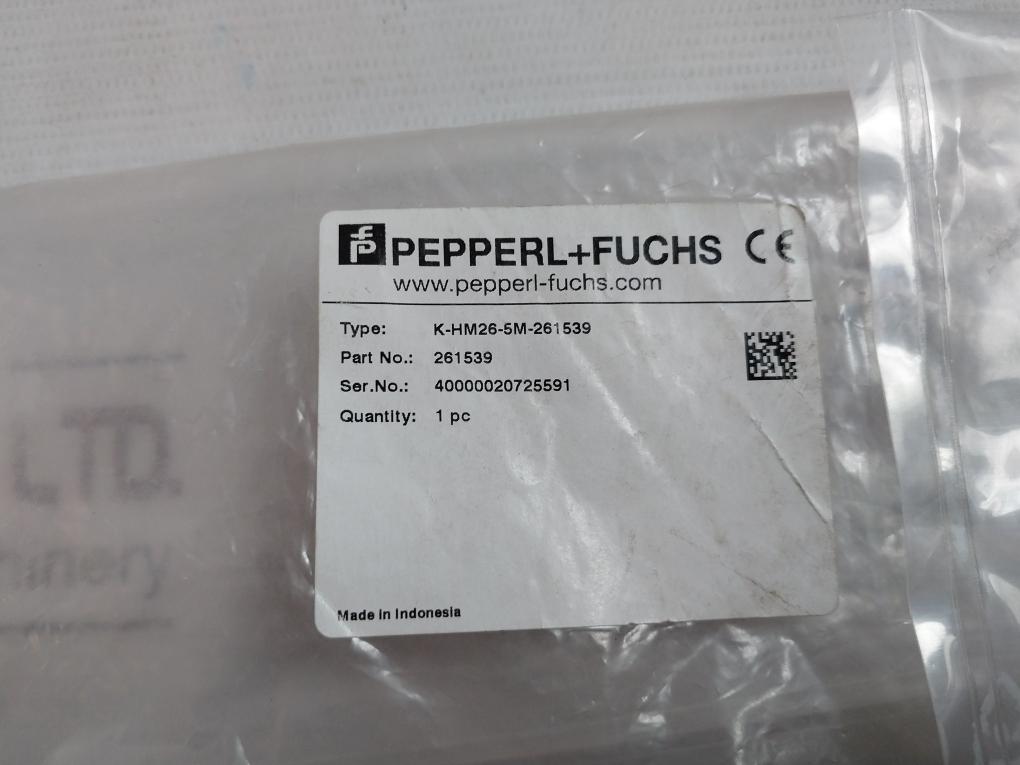 PEPPERL+FUCHS CE
www.pepperl-fuchs.com
Type: K-HM26-5M-261539
Part No.: 261539
Ser.No.: 40000020725591
Quantity: 1 pc
Made in Indonesia
LTD.
hinery